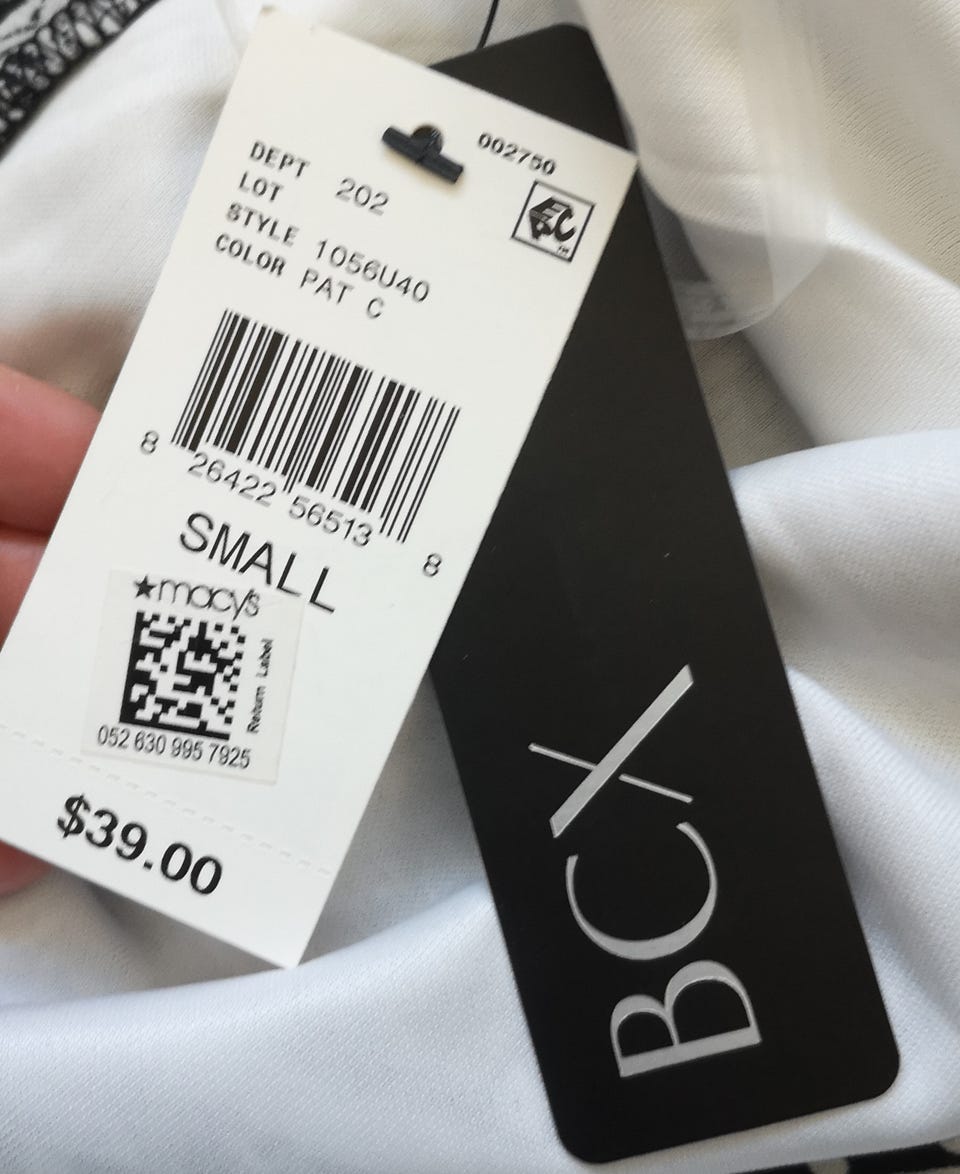 002750
DEPT 202
LOT
STYLE 1056U40
COLOR PAT C
8 26422 56513 8
SMALL
macy's
Return Label
052 630 995 7925
$39.00
BCX